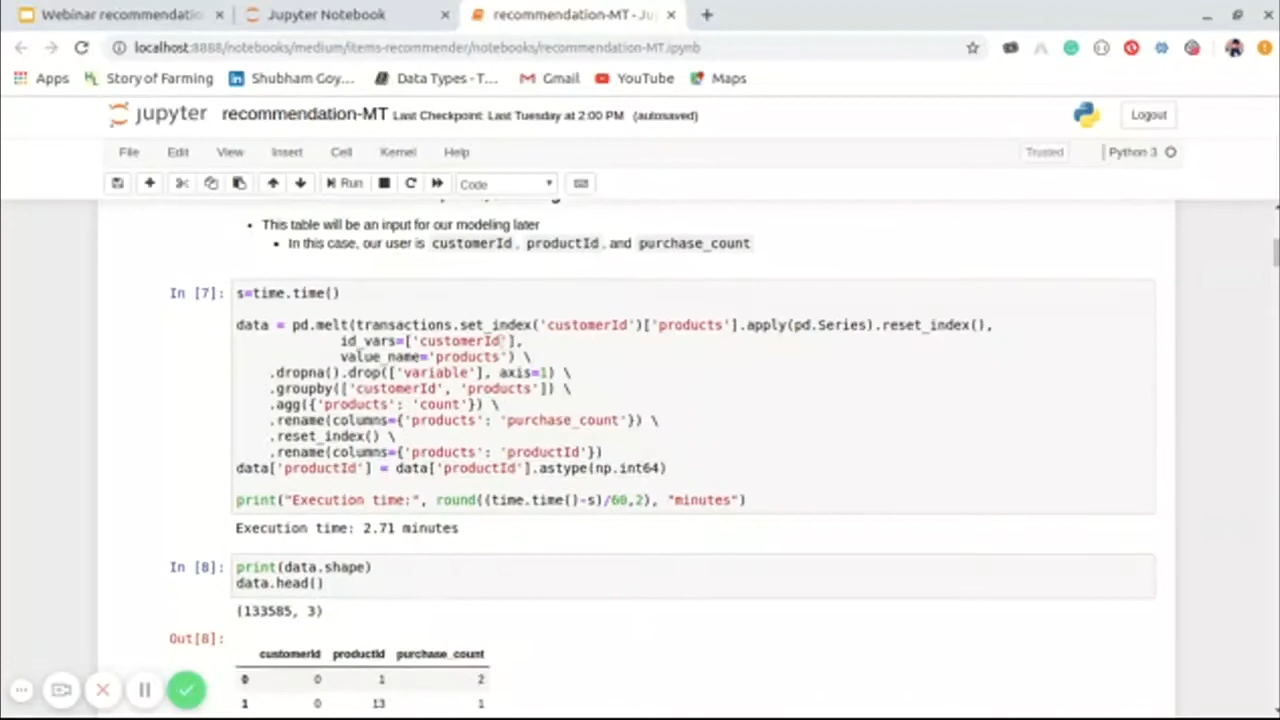 Webinar recommendatio
Jupyter Notebook
recommendation-MT - Ju
localhost:8888/notebooks/medium/items-recommender/notebooks/recommendation-MT.ipynb
Apps
Story of Farming
Shubham Goy...
Data Types - T...
Gmail
YouTube
Maps
jupyter recommendation-MT Last Checkpoint: Last Tuesday at 2:00 PM (autosaved)
Logout
File Edit View Insert Cell Kernel Help
Trusted
Python 3
Run
Code
This table will be an input for our modeling later
In this case, our user is customerId, productId, and purchase_count
In [7]: s=time.time()
data = pd.melt(transactions.set_index('customerId')['products'].apply(pd.Series).reset_index(),
id_vars=['customerId'],
value_name='products') \
.dropna().drop(['variable'], axis=1) \
.groupby(['customerId', 'products']) \
.agg({'products': 'count'}) \
.rename(columns={'products': 'purchase_count'}) \
.reset_index() \
.rename(columns={'products': 'productId'})
data['productId'] = data['productId'].astype(np.int64)
print("Execution time:", round((time.time()-s)/60,2), "minutes")
Execution time: 2.71 minutes
In [8]: print(data.shape)
data.head()
(133585, 3)
Out[8]:
customerId productId purchase_count
0 0 1 2
1 0 13 1